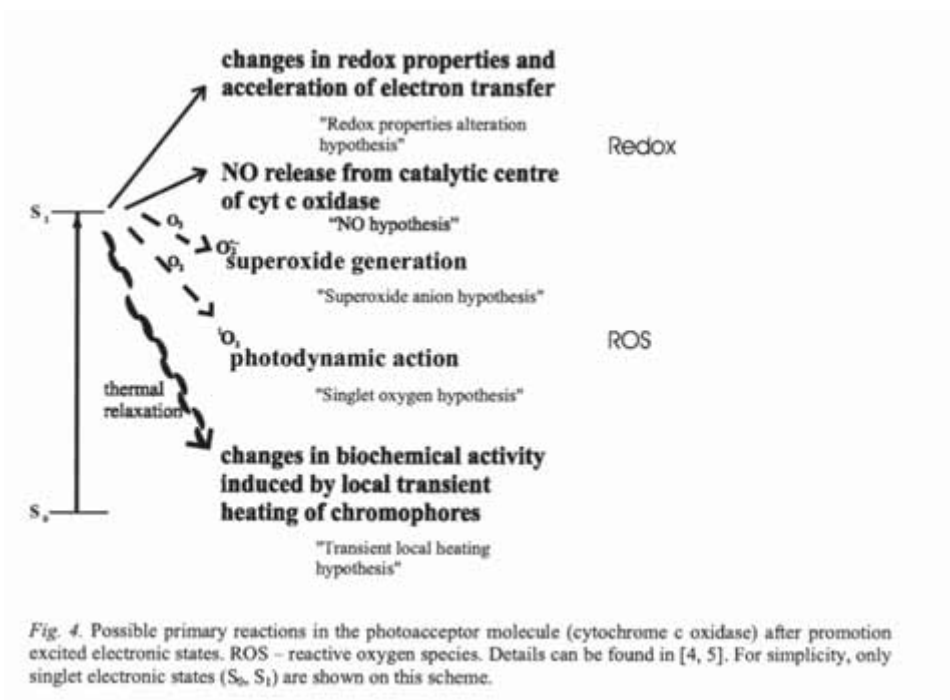 changes in redox properties and
acceleration of electron transfer
"Redox properties alteration
hypothesis"
Redox
NO release from catalytic centre
of cyt c oxidase
"NO hypothesis"
S₁
O₂
O₂⁻
superoxide generation
O₂
"Superoxide anion hypothesis"
ROS
¹O₂
photodynamic action
"Singlet oxygen hypothesis"
thermal
relaxation
changes in biochemical activity
induced by local transient
heating of chromophores
S₀
"Transient local heating
hypothesis"
Fig. 4. Possible primary reactions in the photoacceptor molecule (cytochrome c oxidase) after promotion
excited electronic states. ROS – reactive oxygen species. Details can be found in [4, 5]. For simplicity, only
singlet electronic states (S₀, S₁) are shown on this scheme.